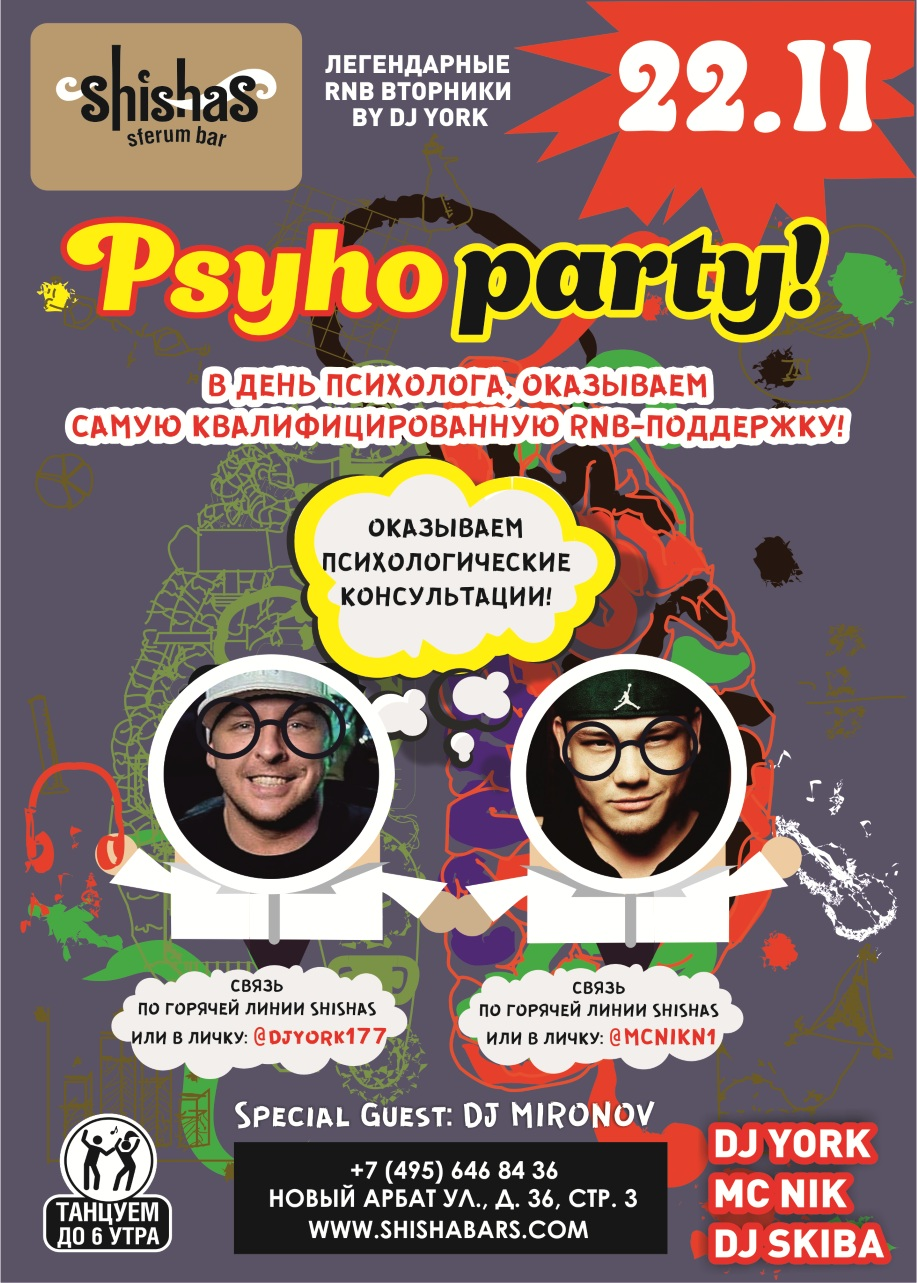 shishas
sferum bar
ЛЕГЕНДАРНЫЕ
RNB ВТОРНИКИ
BY DJ YORK
22.11
Psyho party!
В ДЕНЬ ПСИХОЛОГА, ОКАЗЫВАЕМ
САМУЮ КВАЛИФИЦИРОВАННУЮ RNB-ПОДДЕРЖКУ!
ОКАЗЫВАЕМ
ПСИХОЛОГИЧЕСКИЕ
КОНСУЛЬТАЦИИ!
СВЯЗЬ
ПО ГОРЯЧЕЙ ЛИНИИ SHISHAS
ИЛИ В ЛИЧКУ: @DJYORK177
СВЯЗЬ
ПО ГОРЯЧЕЙ ЛИНИИ SHISHAS
ИЛИ В ЛИЧКУ: @MCNIKN1
SPECIAL GUEST: DJ MIRONOV
ТАНЦУЕМ
ДО 6 УТРА
+7 (495) 646 84 36
НОВЫЙ АРБАТ УЛ., Д. 36, СТР. 3
WWW.SHISHABARS.COM
DJ YORK
MC NIK
DJ SKIBA